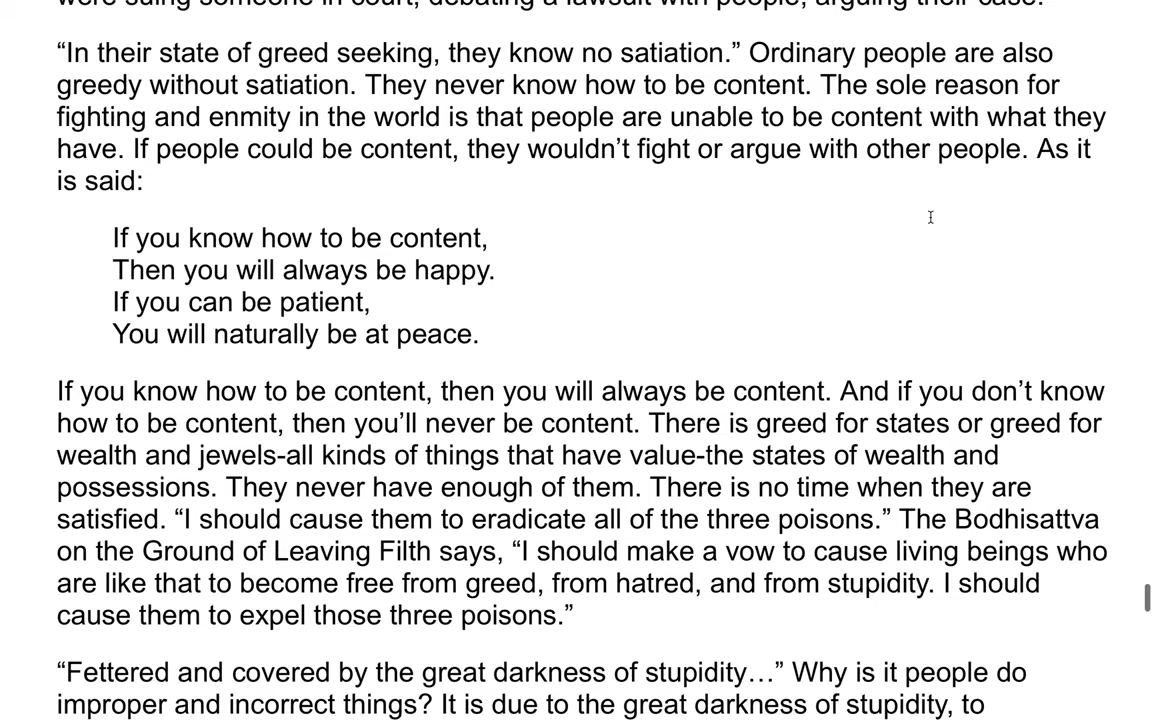 were suing someone in court, debating a lawsuit with people, arguing their case.
“In their state of greed seeking, they know no satiation.” Ordinary people are also
greedy without satiation. They never know how to be content. The sole reason for
fighting and enmity in the world is that people are unable to be content with what they
have. If people could be content, they wouldn’t fight or argue with other people. As it
is said:
If you know how to be content,
Then you will always be happy.
If you can be patient,
You will naturally be at peace.
If you know how to be content, then you will always be content. And if you don’t know
how to be content, then you’ll never be content. There is greed for states or greed for
wealth and jewels-all kinds of things that have value-the states of wealth and
possessions. They never have enough of them. There is no time when they are
satisfied. “I should cause them to eradicate all of the three poisons.” The Bodhisattva
on the Ground of Leaving Filth says, “I should make a vow to cause living beings who
are like that to become free from greed, from hatred, and from stupidity. I should
cause them to expel those three poisons.”
“Fettered and covered by the great darkness of stupidity…” Why is it people do
improper and incorrect things? It is due to the great darkness of stupidity, to